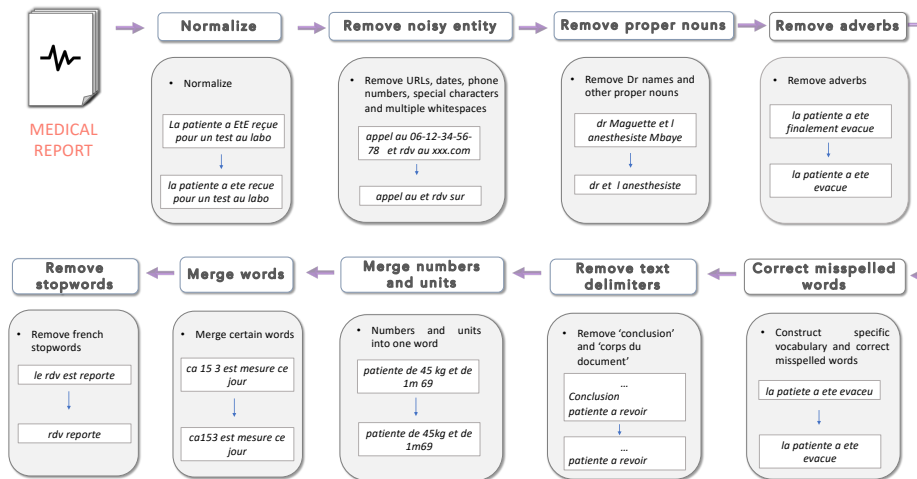 MEDICAL
REPORT
Normalize
• Normalize
La patiente a EtE reçue
pour un test au labo
la patiente a ete recue
pour un test au labo
Remove noisy entity
• Remove URLs, dates, phone
numbers, special characters
and multiple whitespaces
appel au 06-12-34-56-
78 et rdv au xxx.com
appel au et rdv sur
Remove proper nouns
• Remove Dr names and
other proper nouns
dr Maguette et l
anesthesiste Mbaye
dr et l anesthesiste
Remove adverbs
• Remove adverbs
la patiente a ete
finalement evacue
la patiente a ete
evacue
Correct misspelled
words
• Construct specific
vocabulary and correct
misspelled words
la patiete a ete evaceu
la patiente a ete
evacue
Remove text
delimiters
• Remove ‘conclusion’
and ‘corps du
document’
...
Conclusion
patiente a revoir
...
patiente a revoir
Merge numbers
and units
• Numbers and units
into one word
patiente de 45 kg et de
1m 69
patiente de 45kg et de
1m69
Merge words
• Merge certain words
ca 15 3 est mesure ce
jour
ca153 est mesure ce
jour
Remove
stopwords
• Remove french
stopwords
le rdv est reporte
rdv reporte